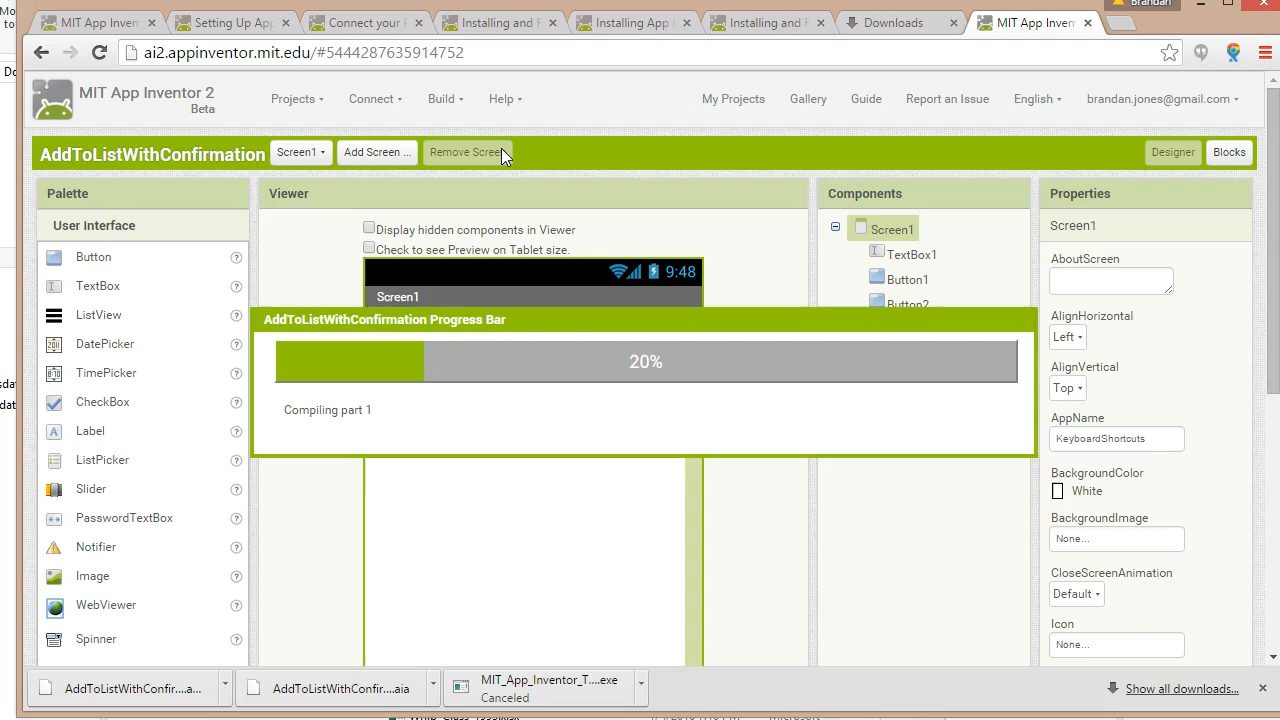 Brandan
MIT App Inven
Setting Up App
Connect your
Installing and
Installing App
Installing and
Downloads
MIT App Inven
ai2.appinventor.mit.edu/#5444287635914752
MIT App Inventor 2
Beta
Projects
Connect
Build
Help
My Projects
Gallery
Guide
Report an Issue
English
brandan.jones@gmail.com
AddToListWithConfirmation
Screen1
Add Screen ...
Remove Screen
Designer
Blocks
Palette
Viewer
Components
Properties
User Interface
Button
TextBox
ListView
DatePicker
TimePicker
CheckBox
Label
ListPicker
Slider
PasswordTextBox
Notifier
Image
WebViewer
Spinner
Display hidden components in Viewer
Check to see Preview on Tablet size.
9:48
Screen1
AddToListWithConfirmation Progress Bar
20%
Compiling part 1
Screen1
TextBox1
Button1
Button2
Screen1
AboutScreen
AlignHorizontal
Left
AlignVertical
Top
AppName
KeyboardShortcuts
BackgroundColor
White
BackgroundImage
None...
CloseScreenAnimation
Default
Icon
None...
AddToListWithConfir....a...
AddToListWithConfir....aia
MIT_App_Inventor_T....exe
Canceled
Show all downloads...